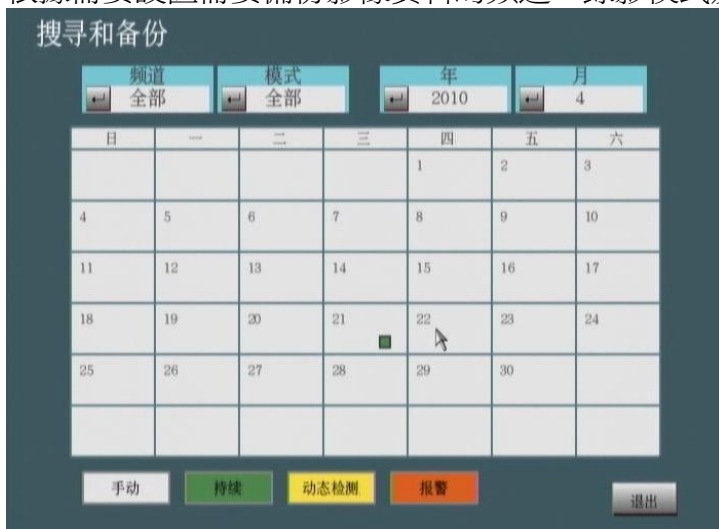 搜寻和备份
频道 模式 年 月
全部 全部 2010 4
日 一 二 三 四 五 六
1 2 3
4 5 6 7 8 9 10
11 12 13 14 15 16 17
18 19 20 21 22 23 24
25 26 27 28 29 30
手动 持续 动态检测 报警
退出